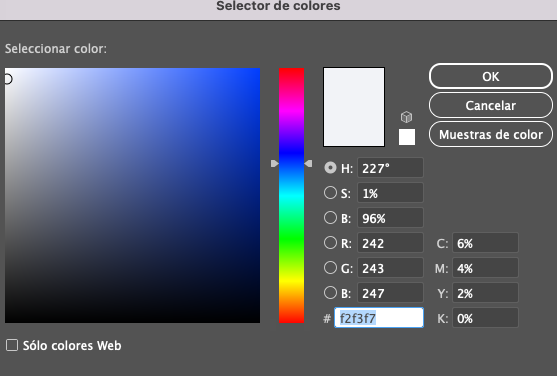 Selector de colores
Seleccionar color:
OK
Cancelar
Muestras de color
H: 227°
S: 1%
B: 96%
R: 242 C: 6%
G: 243 M: 4%
B: 247 Y: 2%
# f2f3f7 K: 0%
Sólo colores Web